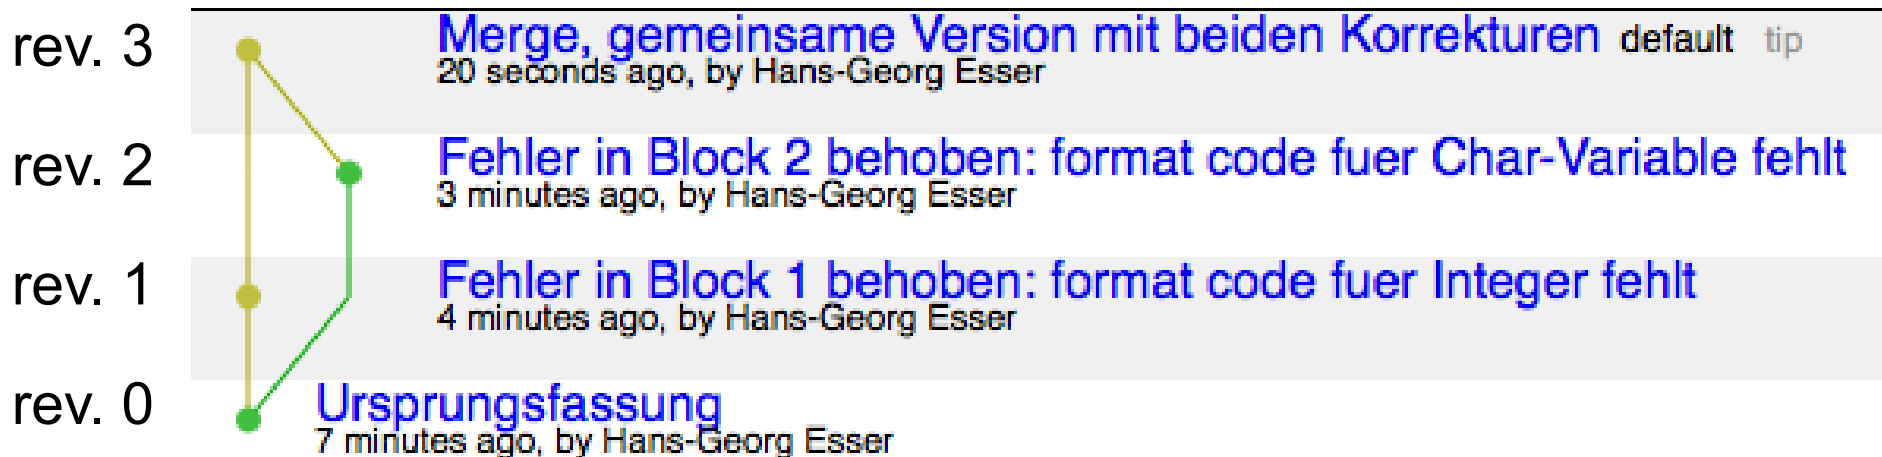 rev. 3 Merge, gemeinsame Version mit beiden Korrekturen default tip
20 seconds ago, by Hans-Georg Esser
rev. 2 Fehler in Block 2 behoben: format code fuer Char-Variable fehlt
3 minutes ago, by Hans-Georg Esser
rev. 1 Fehler in Block 1 behoben: format code fuer Integer fehlt
4 minutes ago, by Hans-Georg Esser
rev. 0 Ursprungsfassung
7 minutes ago, by Hans-Georg Esser